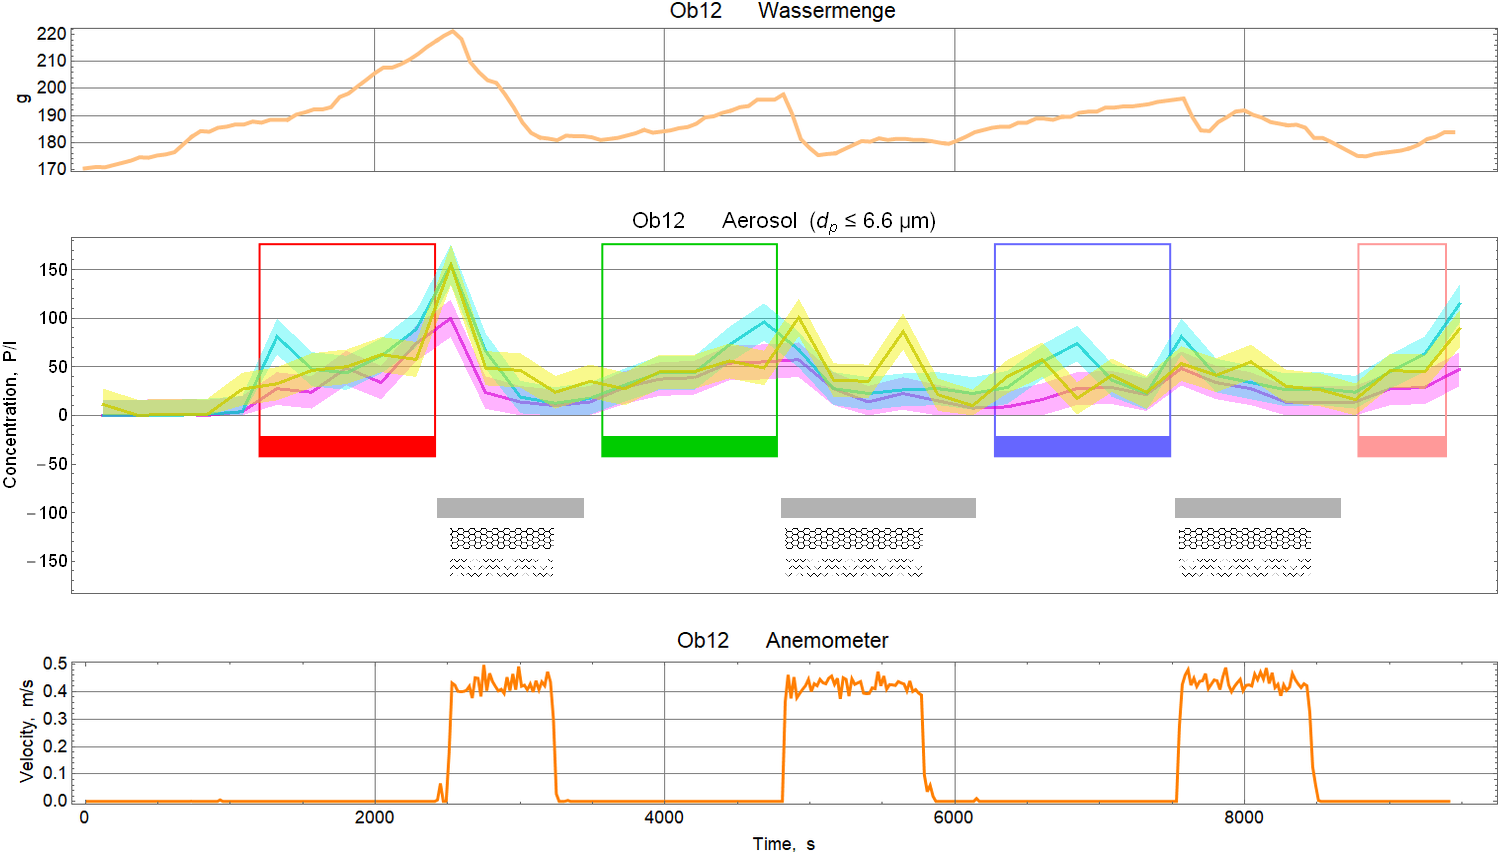 Ob12 Wassermenge
220
210
200
190
180
170
g
Ob12 Aerosol (dp ≤ 6.6 μm)
150
100
50
0
−50
−100
−150
Concentration, P/l
Ob12 Anemometer
0.5
0.4
0.3
0.2
0.1
0.0
Velocity, m/s
0 2000 4000 6000 8000
Time, s